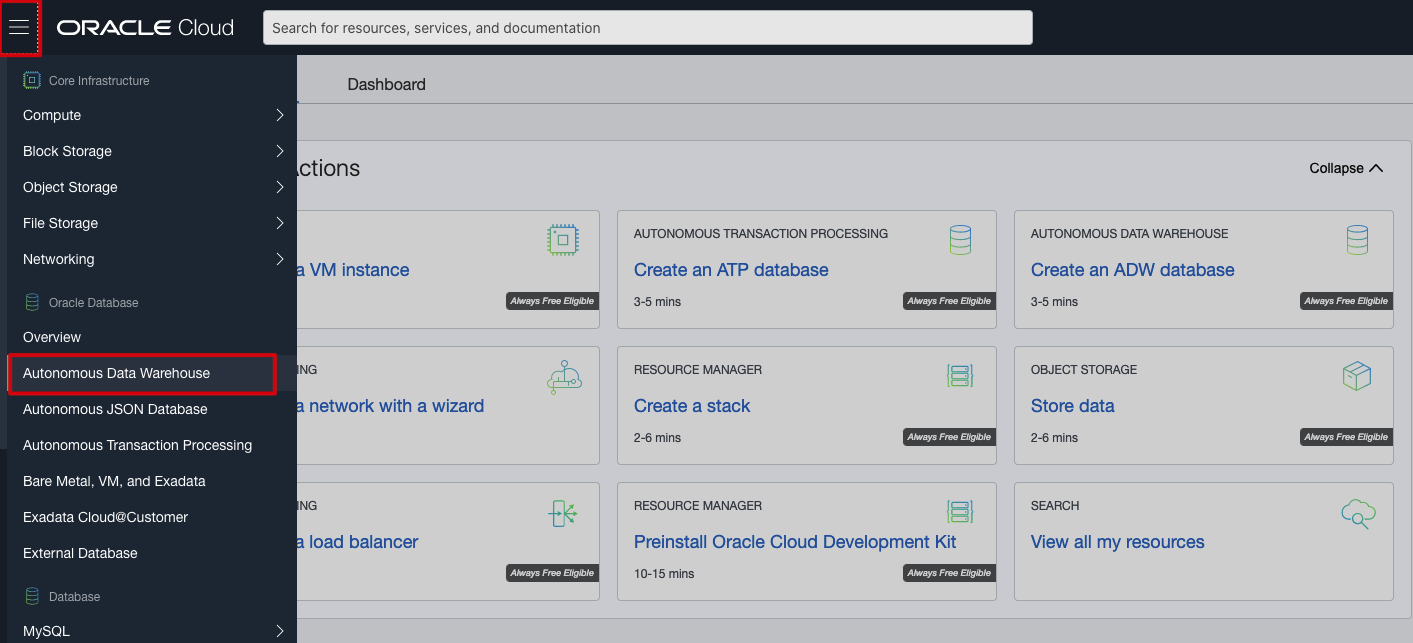 ORACLE Cloud
Search for resources, services, and documentation
Core Infrastructure
Compute
Block Storage
Object Storage
File Storage
Networking
Oracle Database
Overview
Autonomous Data Warehouse
Autonomous JSON Database
Autonomous Transaction Processing
Bare Metal, VM, and Exadata
Exadata Cloud@Customer
External Database
Database
MySQL
Dashboard
ctions
Collapse
a VM instance
Always Free Eligible
AUTONOMOUS TRANSACTION PROCESSING
Create an ATP database
3-5 mins
Always Free Eligible
AUTONOMOUS DATA WAREHOUSE
Create an ADW database
3-5 mins
Always Free Eligible
NG
a network with a wizard
RESOURCE MANAGER
Create a stack
2-6 mins
Always Free Eligible
OBJECT STORAGE
Store data
2-6 mins
Always Free Eligible
NG
a load balancer
Always Free Eligible
RESOURCE MANAGER
Preinstall Oracle Cloud Development Kit
10-15 mins
Always Free Eligible
SEARCH
View all my resources